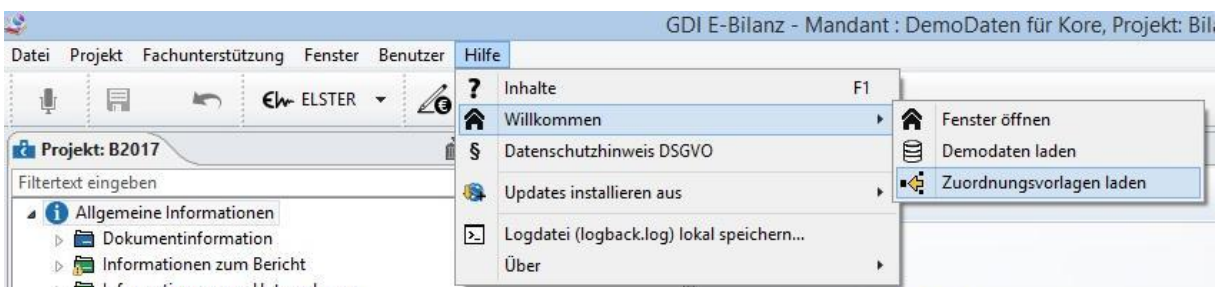 GDI E-Bilanz - Mandant : DemoDaten für Kore, Projekt: Bila
Datei Projekt Fachunterstützung Fenster Benutzer Hilfe
ELSTER
? Inhalte F1
Willkommen
Fenster öffnen
Projekt: B2017
§ Datenschutzhinweis DSGVO
Demodaten laden
Filtertext eingeben
Updates installieren aus
Zuordnungsvorlagen laden
Allgemeine Informationen
Dokumentinformation
Logdatei (logback.log) lokal speichern...
Informationen zum Bericht
Über